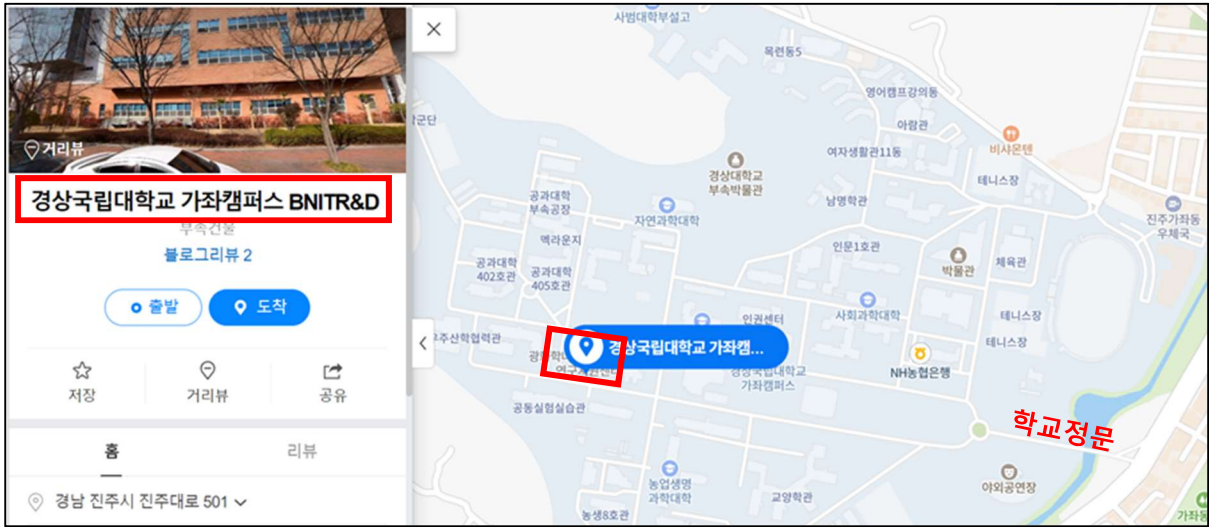 거리뷰
경상국립대학교 가좌캠퍼스 BNITR&D
부속건물
블로그리뷰 2
출발
도착
저장
거리뷰
공유
홈
리뷰
경남 진주시 진주대로 501
사범대학부설고
목련동5
영어캠프강의동
아람관
비샤몬텐
여자생활관11동
경상대학교
부속박물관
테니스장
공과대학
부속공장
남명학관
진주가좌동
우체국
자연과학대학
맥라운지
인문1호관
공과대학
402호관
공과대학
405호관
박물관
체육관
인권센터
사회과학대학
테니스장
테니스장
경상국립대학교 가좌캠...
경상국립대학교
가좌캠퍼스
NH농협은행
공동실험실습관
학교정문
농업생명
과학대학
교양학관
야외공연장
농생8호관